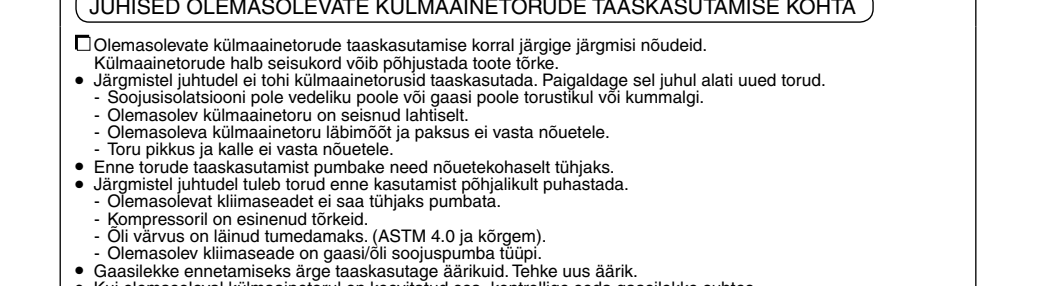 JUHISED OLEMASOLEVATE KÜLMAAINETORUDE TAASKASUTAMISE KOHTA
Olemasolevate külmaainetorude taaskasutamise korral järgige järgmisi nõudeid.
Külmaainetorude halb seisukord võib põhjustada toote tõrke.
● Järgmistel juhtudel ei tohi külmaainetorusid taaskasutada. Paigaldage sel juhul alati uued torud.
- Soojusisolatsiooni pole vedeliku poole või gaasi poole torustikul või kummalgi.
- Olemasolev külmaainetoru on seisnud lahtiselt.
- Olemasoleva külmaainetoru läbimõõt ja paksus ei vasta nõuetele.
- Toru pikkus ja kalle ei vasta nõuetele.
● Enne torude taaskasutamist pumbake need nõuetekohaselt tühjaks.
● Järgmistel juhtudel tuleb torud enne kasutamist põhjalikult puhastada.
- Olemasolevat kliimaseadet ei saa tühjaks pumbata.
- Kompressoril on esinenud tõrkeid.
- Õli värvus on läinud tumedamaks. (ASTM 4.0 ja kõrgem).
- Olemasolev kliimaseade on gaasi/õli soojuspumba tüüpi.
● Gaasilekke ennetamiseks ärge taaskasutage äärikuid. Tehke uus äärik.